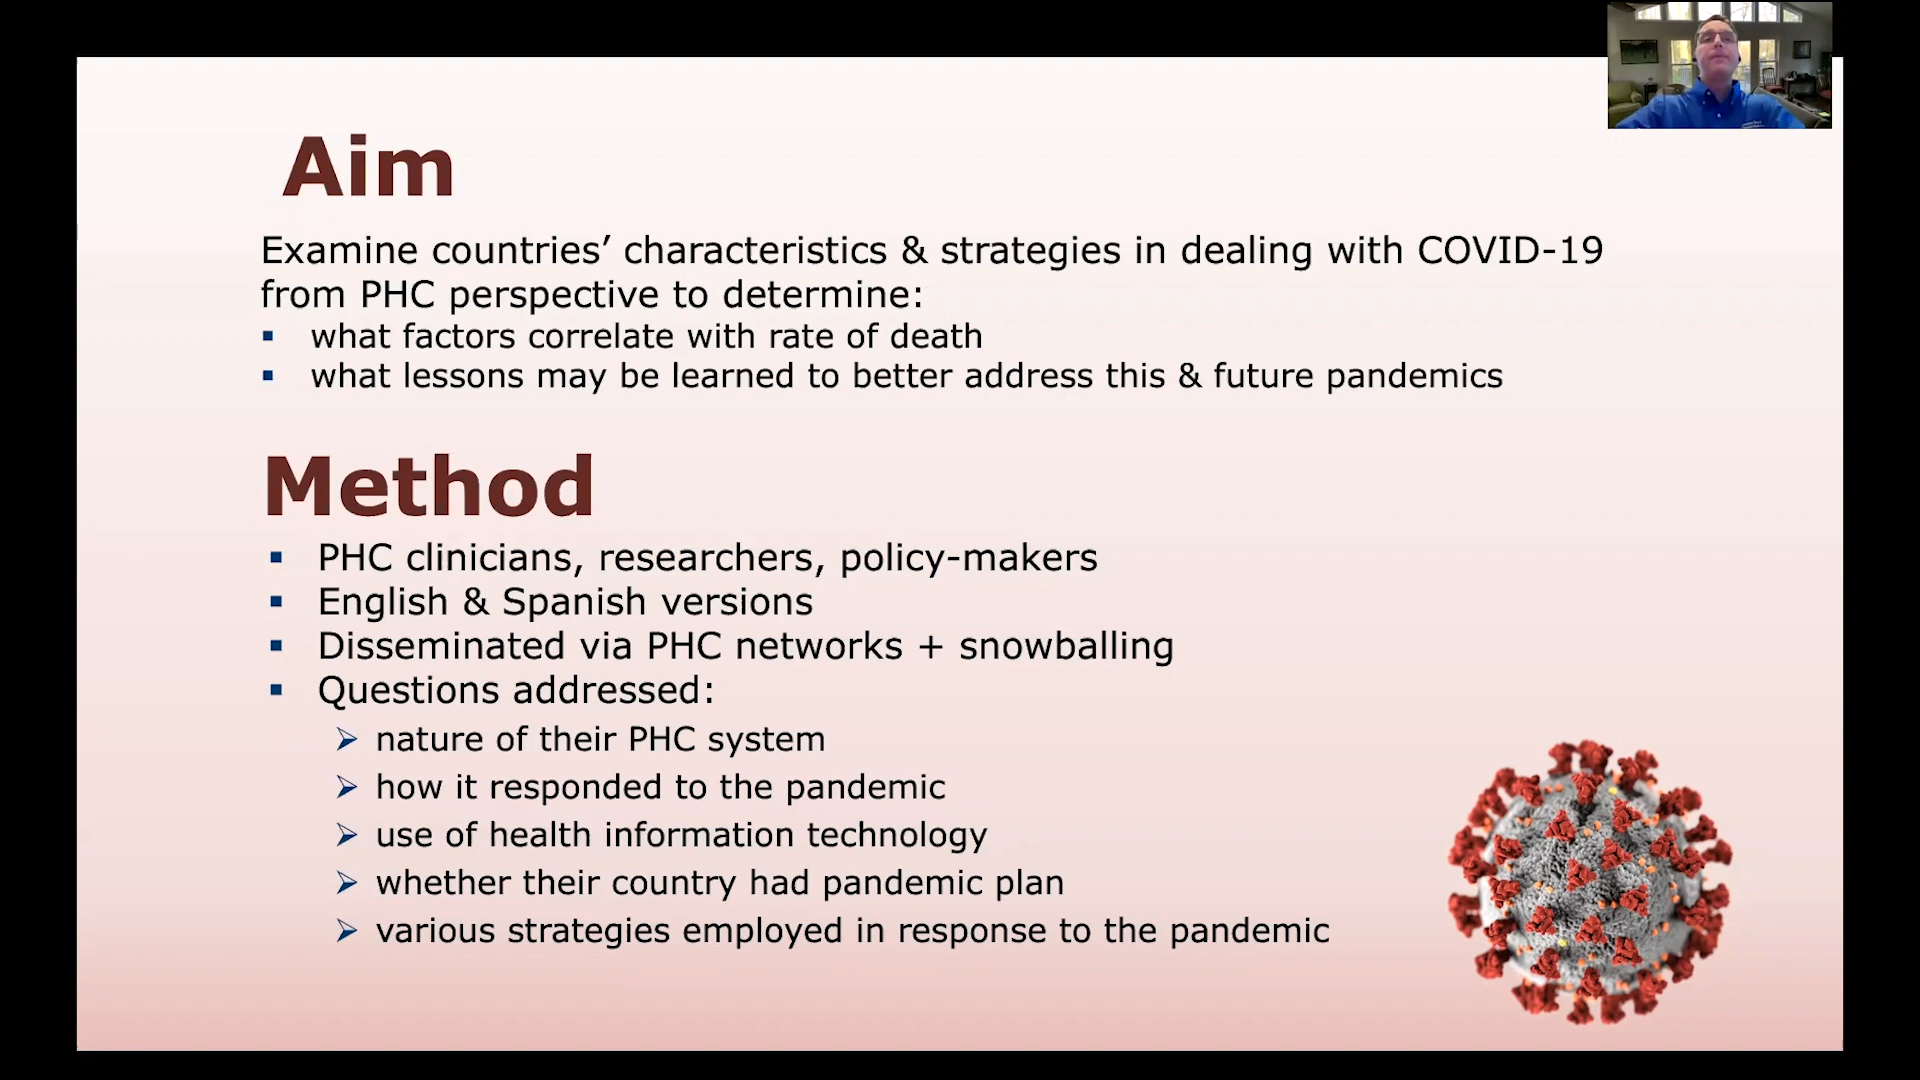 Aim
Examine countries’ characteristics & strategies in dealing with COVID-19
from PHC perspective to determine:
▪ what factors correlate with rate of death
▪ what lessons may be learned to better address this & future pandemics
Method
▪ PHC clinicians, researchers, policy-makers
▪ English & Spanish versions
▪ Disseminated via PHC networks + snowballing
▪ Questions addressed:
➢ nature of their PHC system
➢ how it responded to the pandemic
➢ use of health information technology
➢ whether their country had pandemic plan
➢ various strategies employed in response to the pandemic